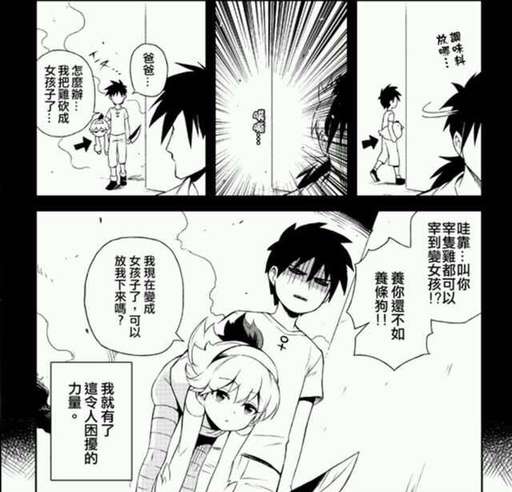 調味料
放哪…
喉嘶…
爸爸…
怎麼辦…
我把雞砍成
女孩子了…
哇靠…叫你
宰隻雞都可以
宰到變女孩!?
養你還不如
養條狗!!
我現在變成
女孩子了，可以
放我下來嗎？
我就有了
這令人困擾的
力量。